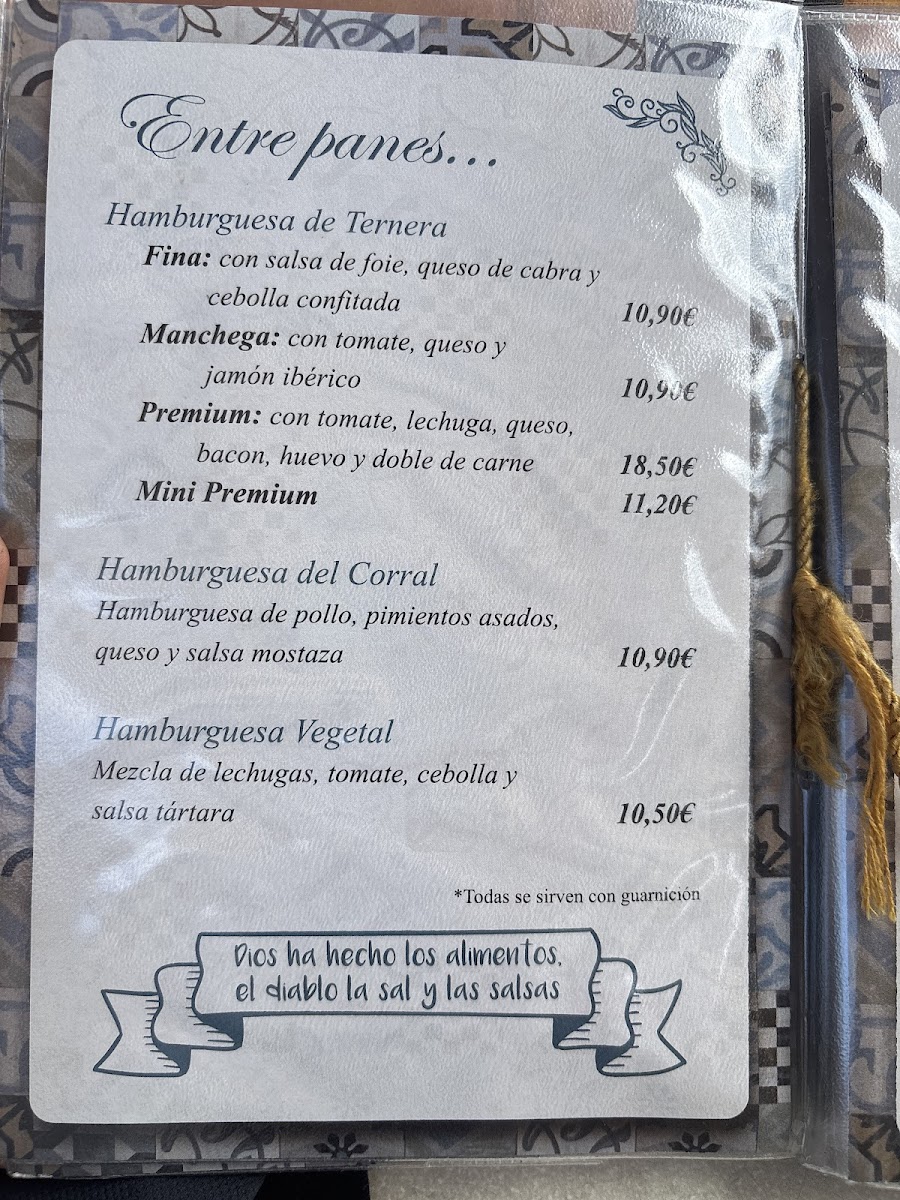 Entre panes...
Hamburguesa de Ternera
Fina: con salsa de foie, queso de cabra y
cebolla confitada 10,90€
Manchega: con tomate, queso y
jamón ibérico 10,90€
Premium: con tomate, lechuga, queso,
bacon, huevo y doble de carne 18,50€
Mini Premium 11,20€
Hamburguesa del Corral
Hamburguesa de pollo, pimientos asados,
queso y salsa mostaza 10,90€
Hamburguesa Vegetal
Mezcla de lechugas, tomate, cebolla y
salsa tártara 10,50€
*Todas se sirven con guarnición
Dios ha hecho los alimentos,
el diablo la sal y las salsas